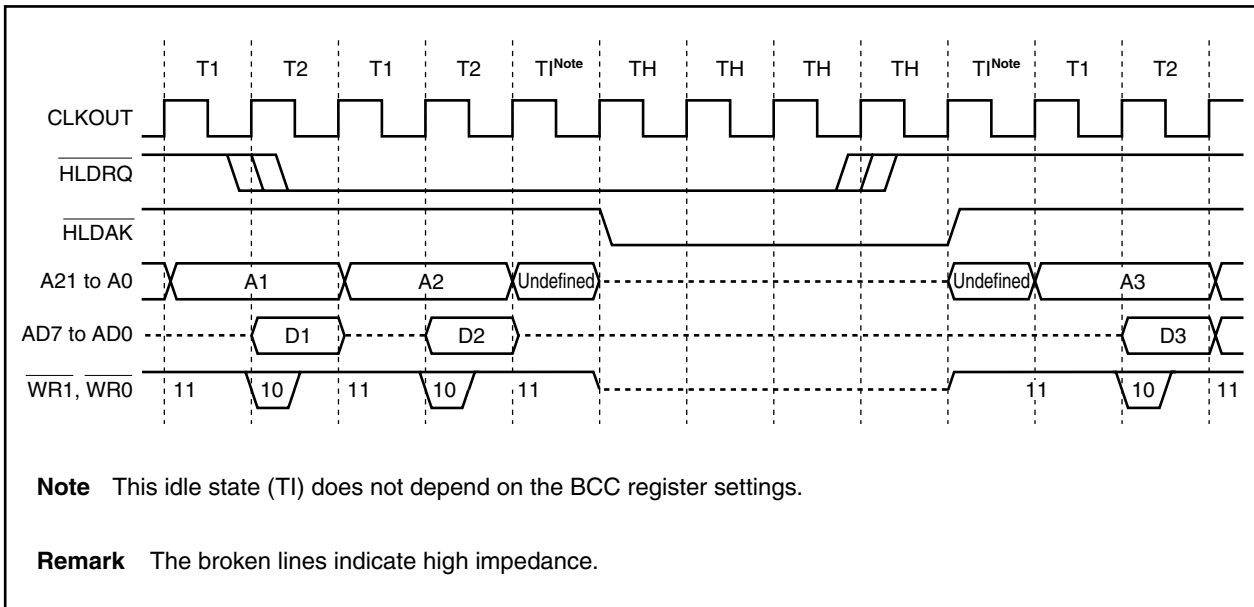 T1 T2 T1 T2 TINote TH TH TH TH TINote T1 T2
CLKOUT
HLDRQ
HLDAK
A21 to A0 A1 A2 Undefined Undefined A3
AD7 to AD0 D1 D2 D3
WR1, WR0 11 10 11 10 11 11 10 11
Note This idle state (TI) does not depend on the BCC register settings.
Remark The broken lines indicate high impedance.